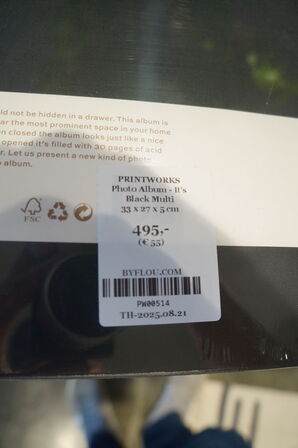 ld not be hidden in a drawer. This album is
ar the most prominent space in your home
n closed the album looks just like a nice
opened it's filled with 30 pages of acid
r. Let us present a new kind of photo
o album.
FSC
PRINTWORKS
Photo Album - It's
Black Multi
33 x 27 x 5 cm
495,-
(€ 55)
BYFLOU.COM
PW00514
TH-2025.08.21